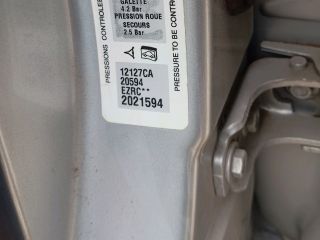 GALETTE
4.2 Bar
PRESSION ROUE
SECOURS
2.5 Bar
PRESSIONS CONTROLEES
PRESSURE TO BE CONTR
12127CA
20594
EZRC**
2021594